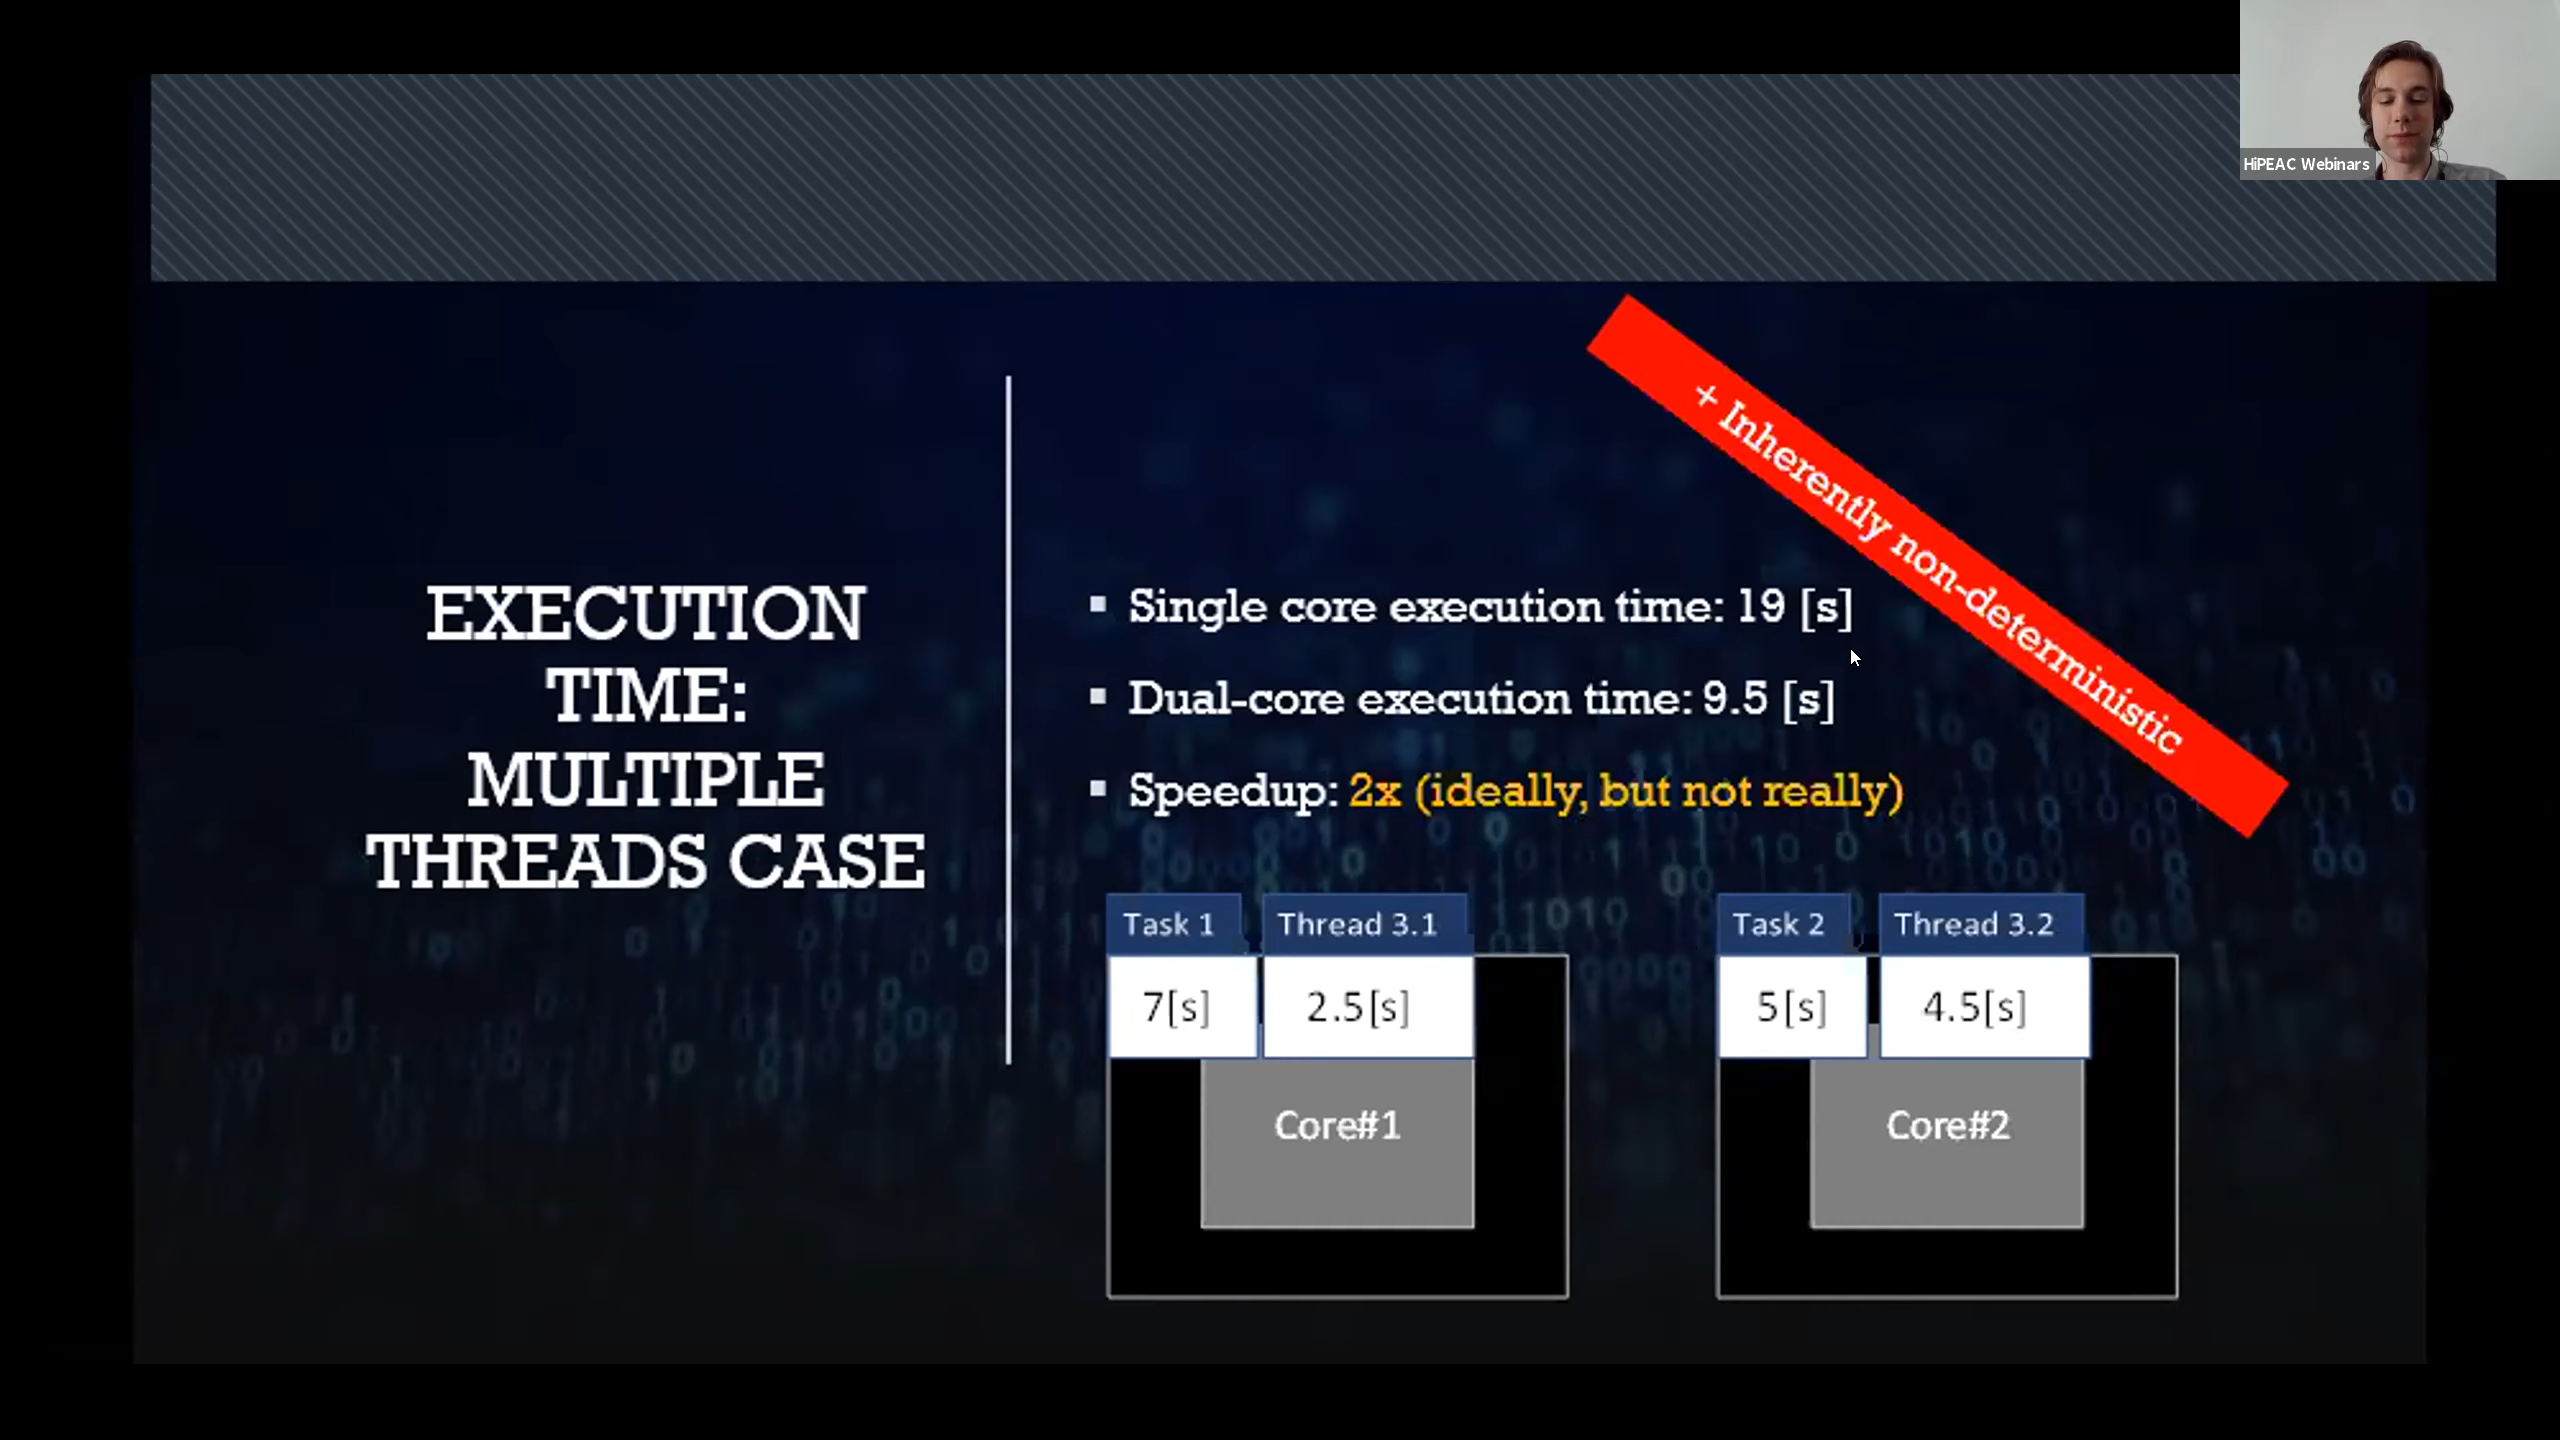 HiPEAC Webinars
+ Inherently non-deterministic
EXECUTION
TIME:
MULTIPLE
THREADS CASE
Single core execution time: 19 [s]
Dual-core execution time: 9.5 [s]
Speedup: 2x (ideally, but not really)
Task 1
Thread 3.1
7[s]
2.5[s]
Core#1
Task 2
Thread 3.2
5[s]
4.5[s]
Core#2